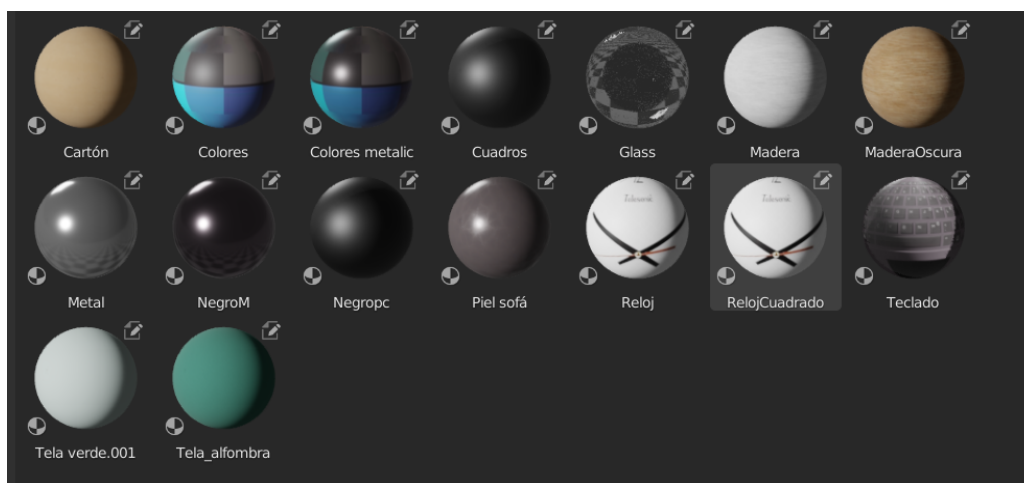 Cartón
Colores
Colores metalic
Cuadros
Glass
Madera
MaderaOscura
Metal
NegroM
Negropc
Piel sofá
Reloj
RelojCuadrado
Teclado
Tela verde.001
Tela_alfombra